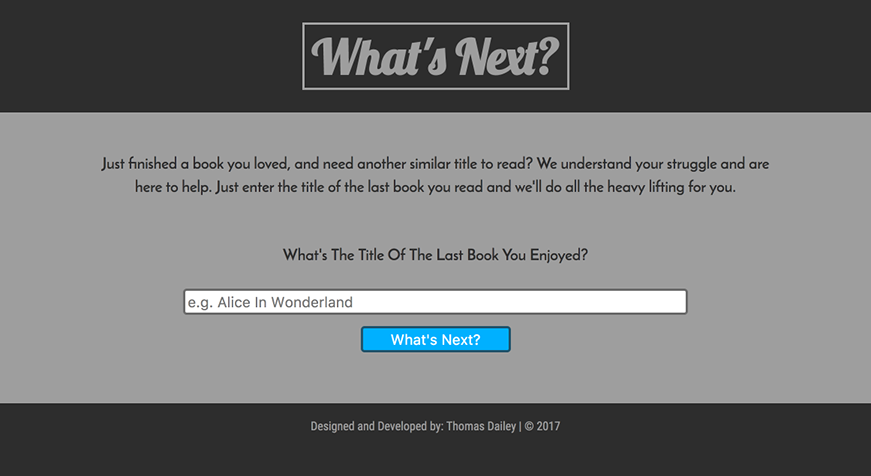 What's Next?
Just finished a book you loved, and need another similar title to read? We understand your struggle and are
here to help. Just enter the title of the last book you read and we'll do all the heavy lifting for you.
What's The Title Of The Last Book You Enjoyed?
e.g. Alice In Wonderland
What's Next?
Designed and Developed by: Thomas Dailey | © 2017